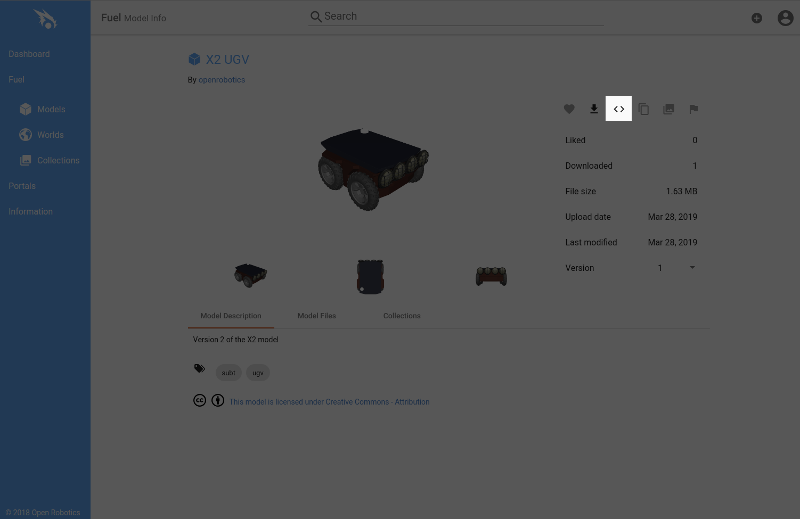 Fuel Model info
Search
Dashboard
Fuel
Models
Worlds
Collections
Portals
Information
© 2018 Open Robotics
X2 UGV
By openrobotics
< >
Liked 0
Downloaded 1
File size 1.63 MB
Upload date Mar 28, 2019
Last modified Mar 28, 2019
Version 1
Model Description Model Files Collections
Version 2 of the X2 model
subt ugv
cc This model is licensed under Creative Commons - Attribution